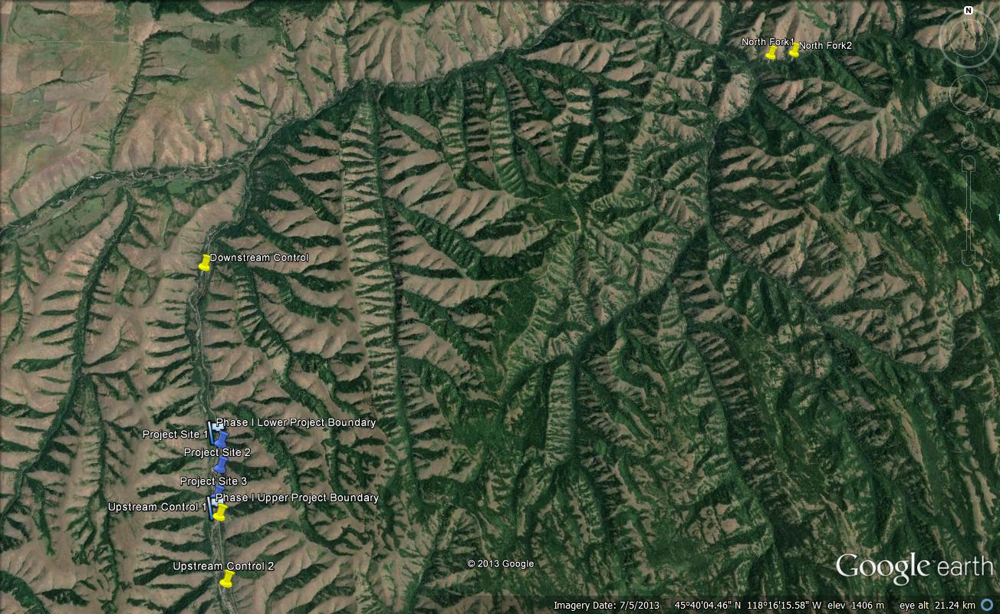 N
North Fork1
North Fork2
Downstream Control
Phase I Lower Project Boundary
Project Site 1
Project Site 2
Project Site 3
Phase I Upper Project Boundary
Upstream Control 1
Upstream Control 2
© 2013 Google
Google earth
Imagery Date: 7/5/2013 45°40'04.46" N 118°16'15.58" W elev 1406 m eye alt 21.24 km